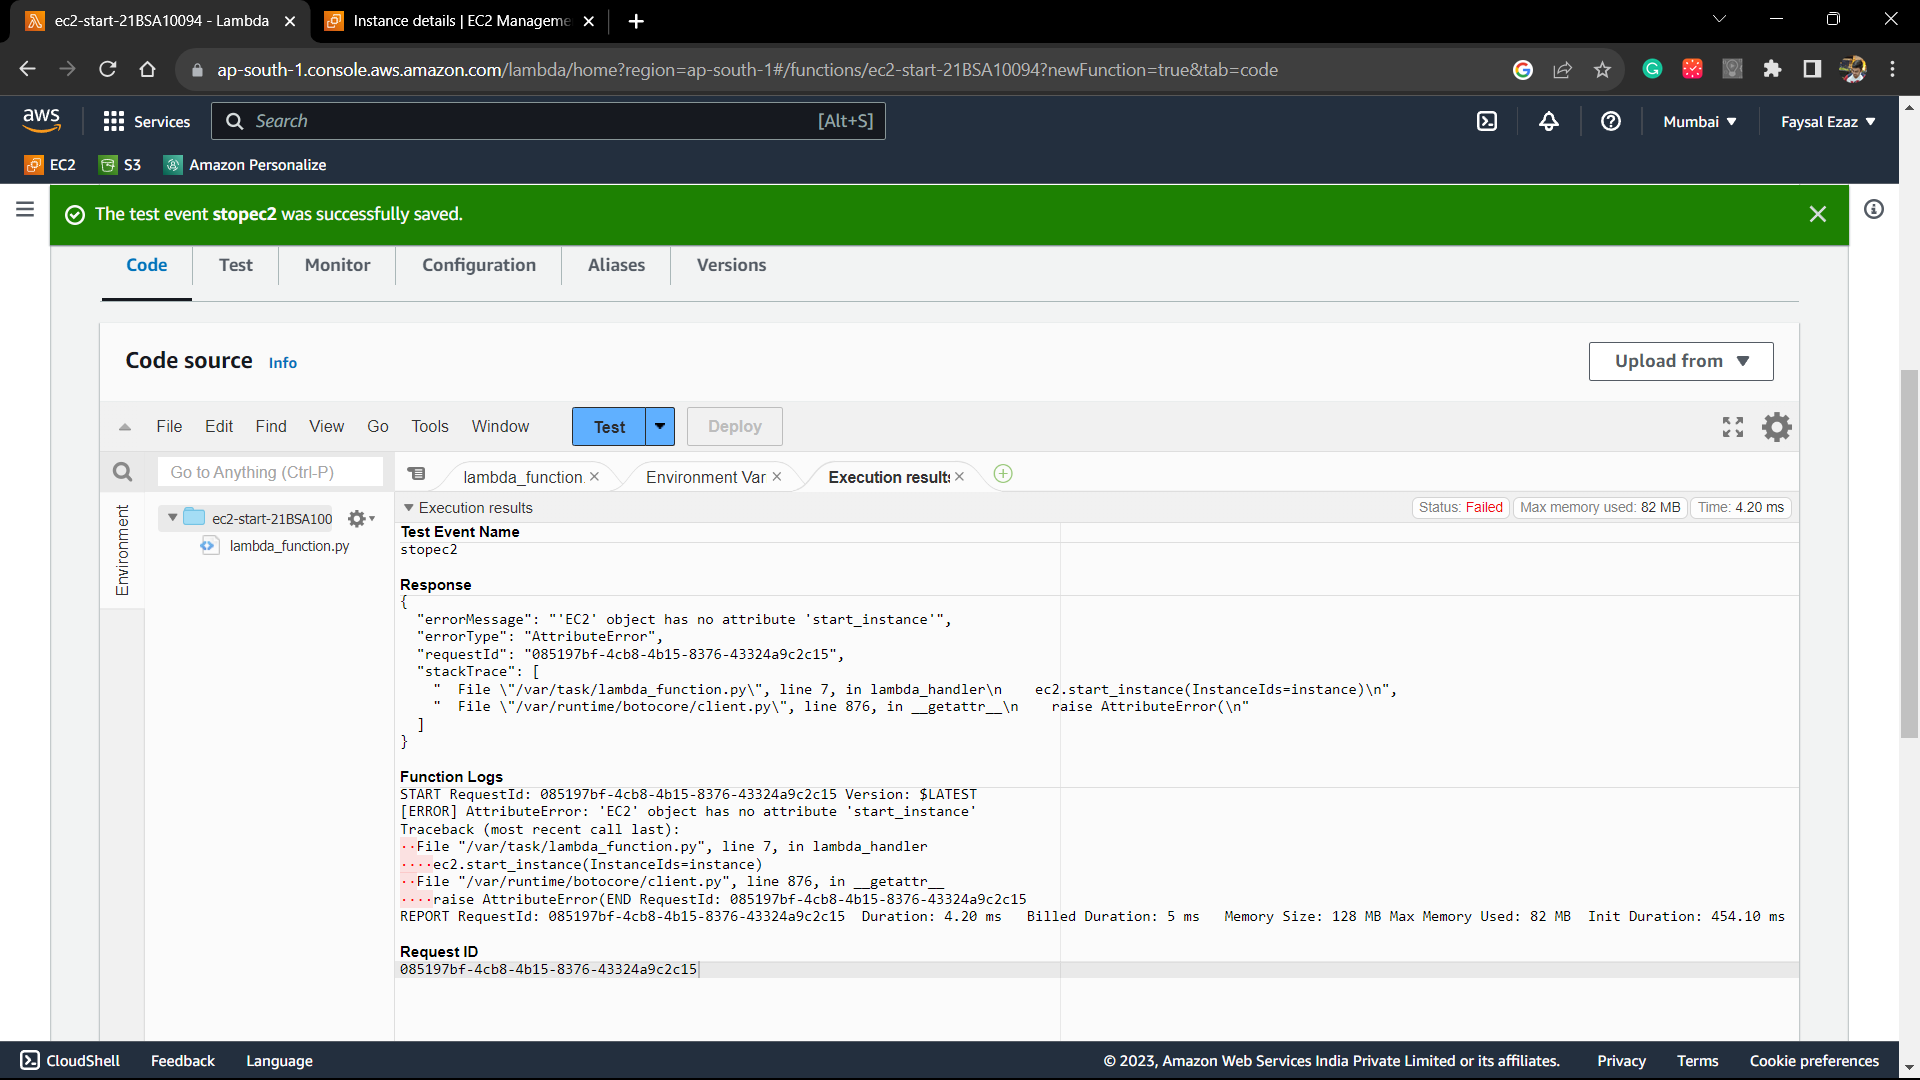 ec2-start-21BSA10094 - Lambda
Instance details | EC2 Manageme
ap-south-1.console.aws.amazon.com/lambda/home?region=ap-south-1#/functions/ec2-start-21BSA10094?newFunction=true&tab=code
aws
Services
Search
[Alt+S]
Mumbai
Faysal Ezaz
EC2
S3
Amazon Personalize
The test event stopec2 was successfully saved.
Code
Test
Monitor
Configuration
Aliases
Versions
Code source Info
Upload from
File
Edit
Find
View
Go
Tools
Window
Test
Deploy
Go to Anything (Ctrl-P)
lambda_function.
Environment Var
Execution results
Environment
ec2-start-21BSA100
lambda_function.py
Execution results
Status: Failed
Max memory used: 82 MB
Time: 4.20 ms
Test Event Name
stopec2
Response
{
"errorMessage": "'EC2' object has no attribute 'start_instance'",
"errorType": "AttributeError",
"requestId": "085197bf-4cb8-4b15-8376-43324a9c2c15",
"stackTrace": [
"  File \"/var/task/lambda_function.py\", line 7, in lambda_handler\n    ec2.start_instance(InstanceIds=instance)\n",
"  File \"/var/runtime/botocore/client.py\", line 876, in __getattr__\n    raise AttributeError(\n"
]
}
Function Logs
START RequestId: 085197bf-4cb8-4b15-8376-43324a9c2c15 Version: $LATEST
[ERROR] AttributeError: 'EC2' object has no attribute 'start_instance'
Traceback (most recent call last):
··File "/var/task/lambda_function.py", line 7, in lambda_handler
····ec2.start_instance(InstanceIds=instance)
··File "/var/runtime/botocore/client.py", line 876, in __getattr__
····raise AttributeError(END RequestId: 085197bf-4cb8-4b15-8376-43324a9c2c15
REPORT RequestId: 085197bf-4cb8-4b15-8376-43324a9c2c15  Duration: 4.20 ms   Billed Duration: 5 ms   Memory Size: 128 MB Max Memory Used: 82 MB  Init Duration: 454.10 ms
Request ID
085197bf-4cb8-4b15-8376-43324a9c2c15
CloudShell
Feedback
Language
© 2023, Amazon Web Services India Private Limited or its affiliates.
Privacy
Terms
Cookie preferences